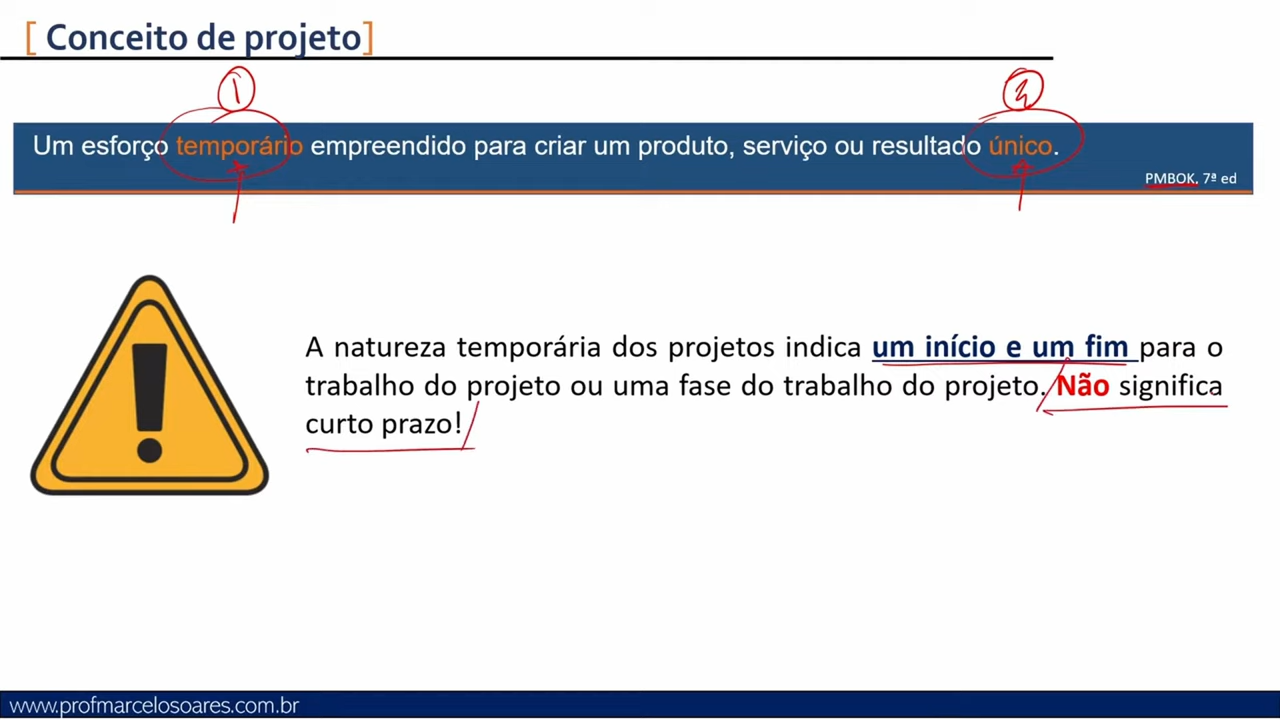 [ Conceito de projeto]
1
2
Um esforço temporário empreendido para criar um produto, serviço ou resultado único.
PMBOK, 7ª ed
A natureza temporária dos projetos indica um início e um fim para o
trabalho do projeto ou uma fase do trabalho do projeto. Não significa
curto prazo!
www.profmarcelosoares.com.br